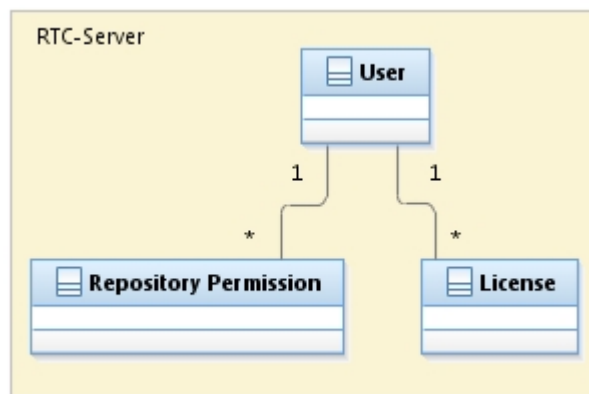 RTC-Server
User
1 1
* *
Repository Permission License